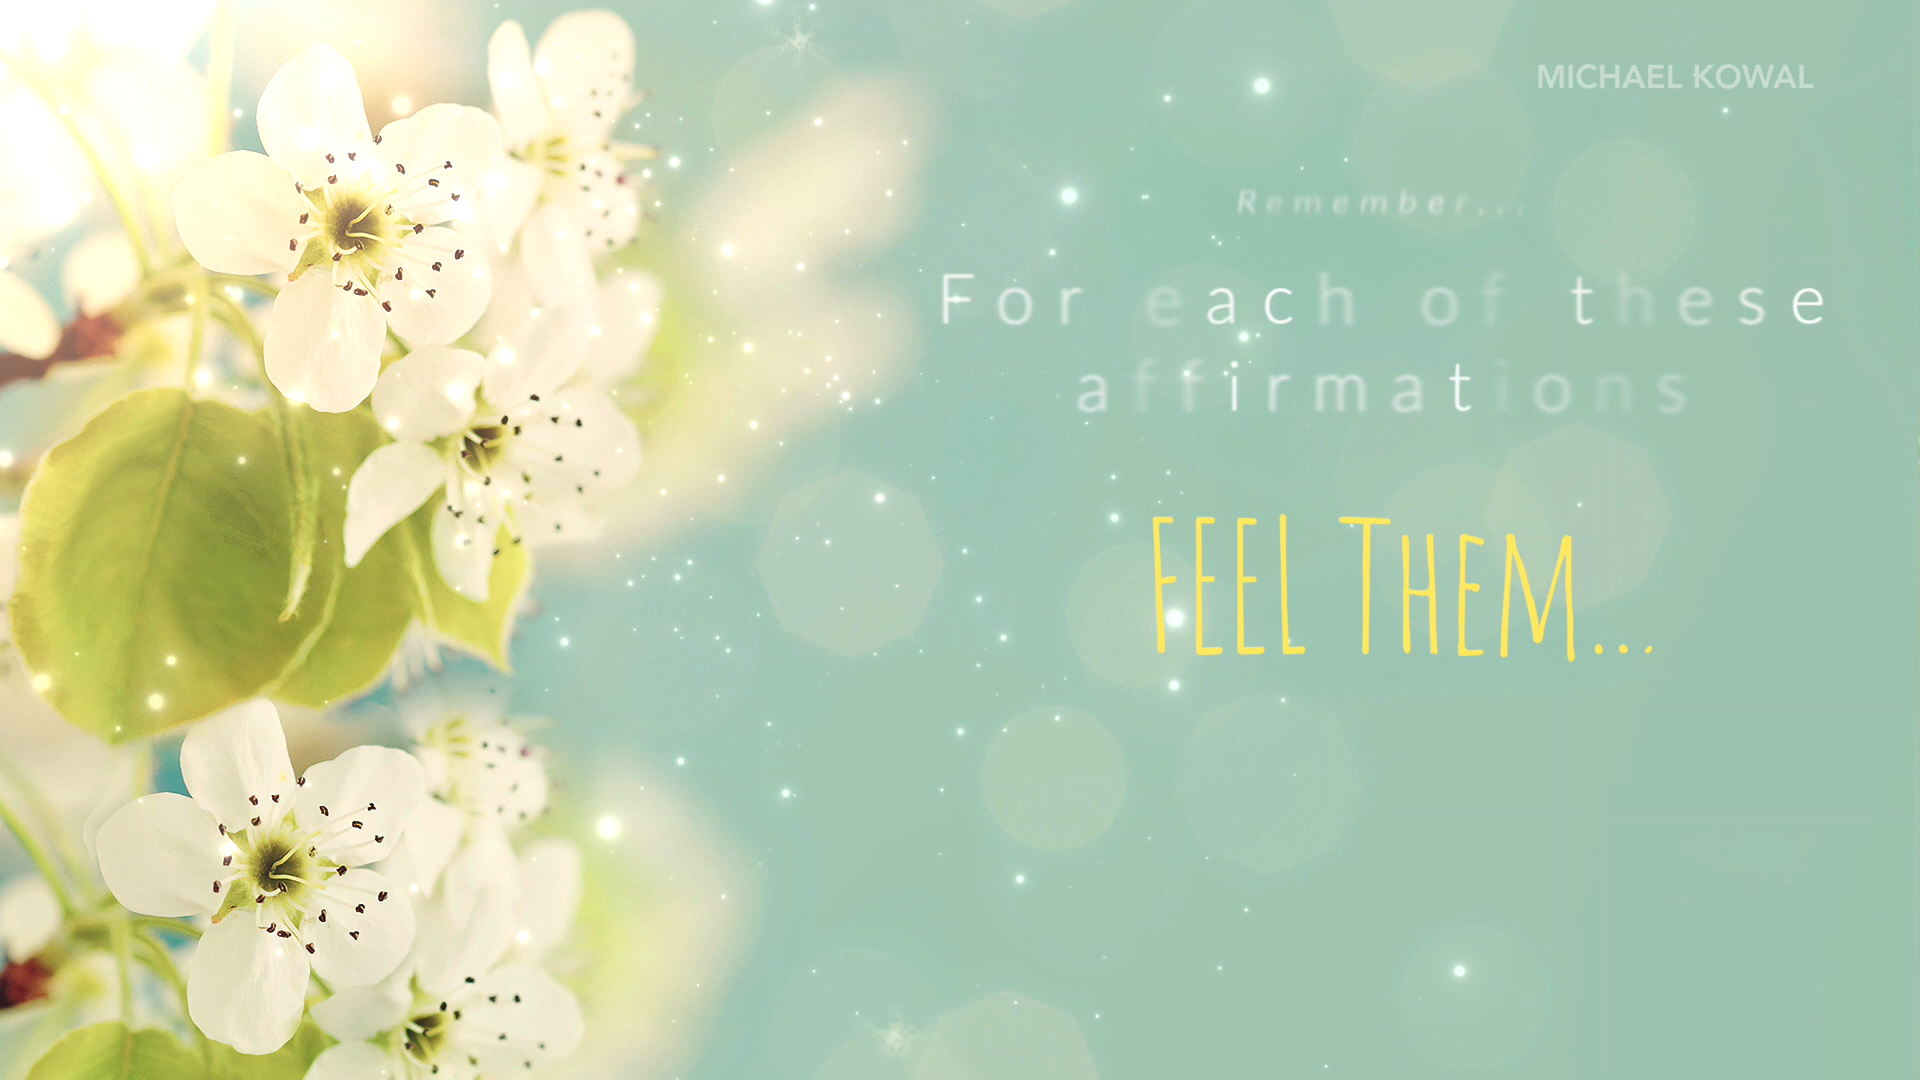 MICHAEL KOWAL
Remember...
For each of these
affirmations
FEEL THEM...